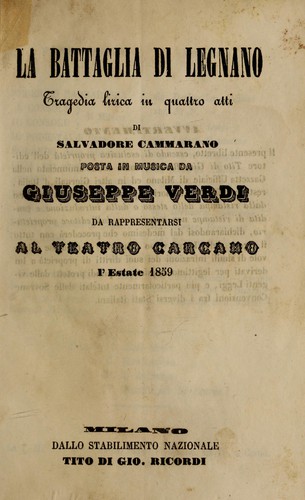 LA BATTAGLIA DI LEGNANO
Tragedia lirica in quattro atti
DI
SALVADORE CAMMARANO
POSTA IN MUSICA DA
GIUSEPPE VERDI
DA RAPPRESENTARSI
AL TEATRO CARCANO
l' Estate 1859
MILANO
DALLO STABILIMENTO NAZIONALE
TITO DI GIO. RICORDI